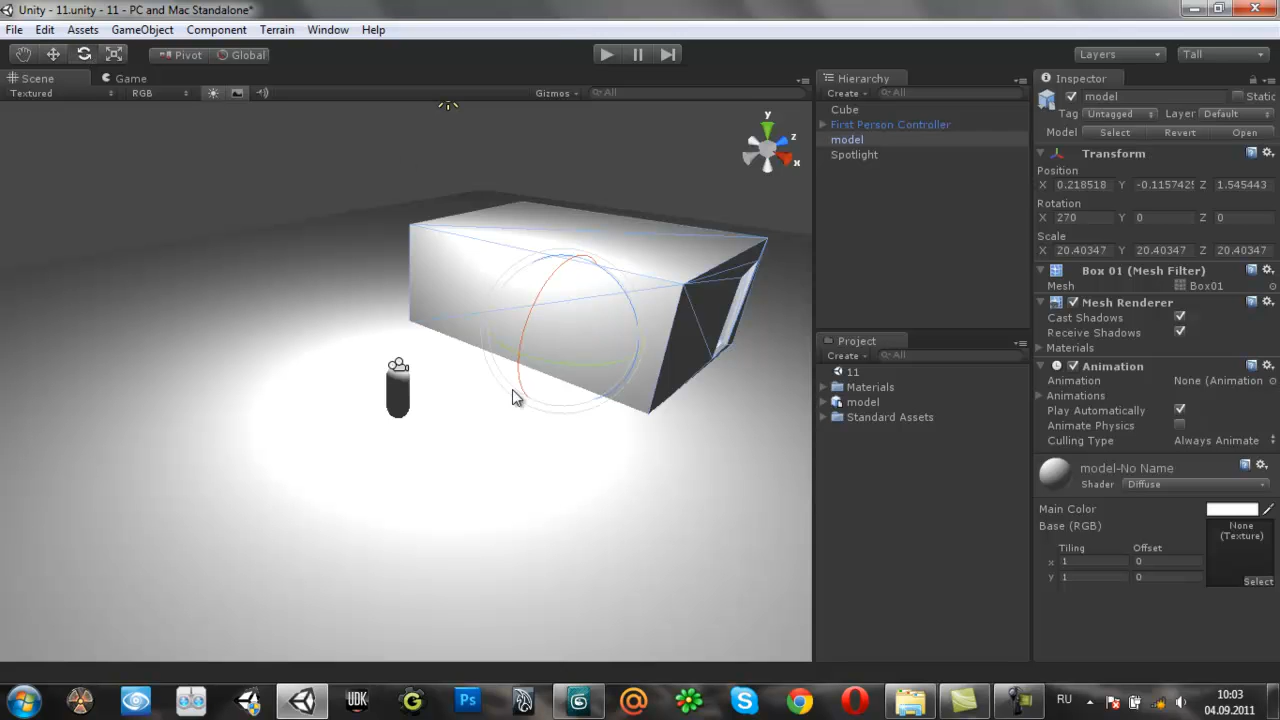 Unity - 11.unity - 11 - PC and Mac Standalone*
File Edit Assets GameObject Component Terrain Window Help
Pivot Global Layers Tall
Scene Game
Textured RGB Gizmos All
y
z
x
Hierarchy
Create All
Cube
First Person Controller
model
Spotlight
Project
Create All
11
Materials
model
Standard Assets
Inspector
model Static
Tag Untagged Layer Default
Model Select Revert Open
Transform
Position
X 0.218518 Y -0.1157425 Z 1.545443
Rotation
X 270 Y 0 Z 0
Scale
X 20.40347 Y 20.40347 Z 20.40347
Box 01 (Mesh Filter)
Mesh Box01
Mesh Renderer
Cast Shadows
Receive Shadows
Materials
Animation
Animation None (Animation
Animations
Play Automatically
Animate Physics
Culling Type Always Animate
model-No Name
Shader Diffuse
Main Color
Base (RGB) None
(Texture)
Tiling Offset
x 1 0
y 1 0
Select
UDK Ps RU 10:03
04.09.2011